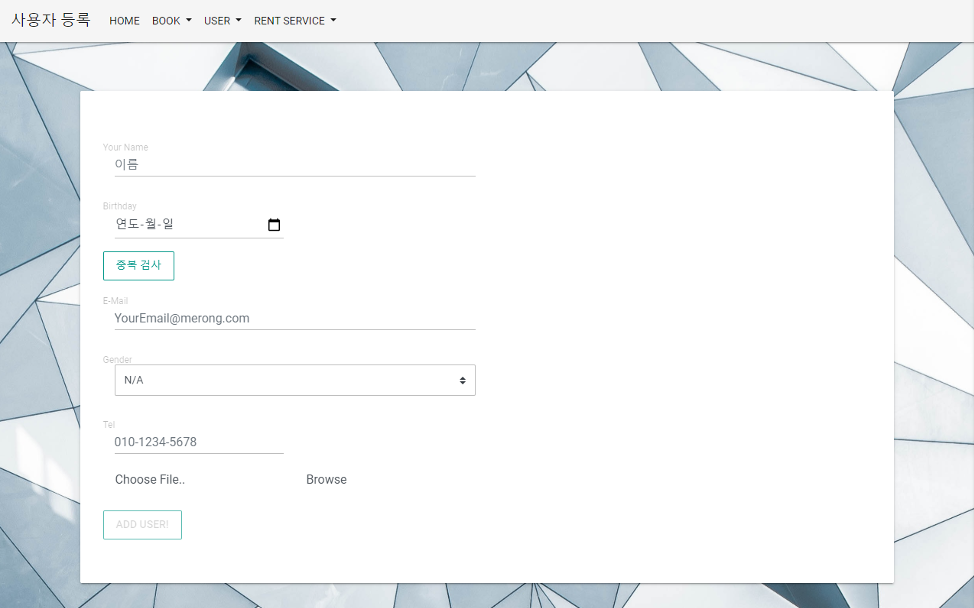 사용자 등록 HOME BOOK USER RENT SERVICE
Your Name
이름
Birthday
연도-월-일
중복 검사
E-Mail
YourEmail@merong.com
Gender
N/A
Tel
010-1234-5678
Choose File.. Browse
ADD USER!